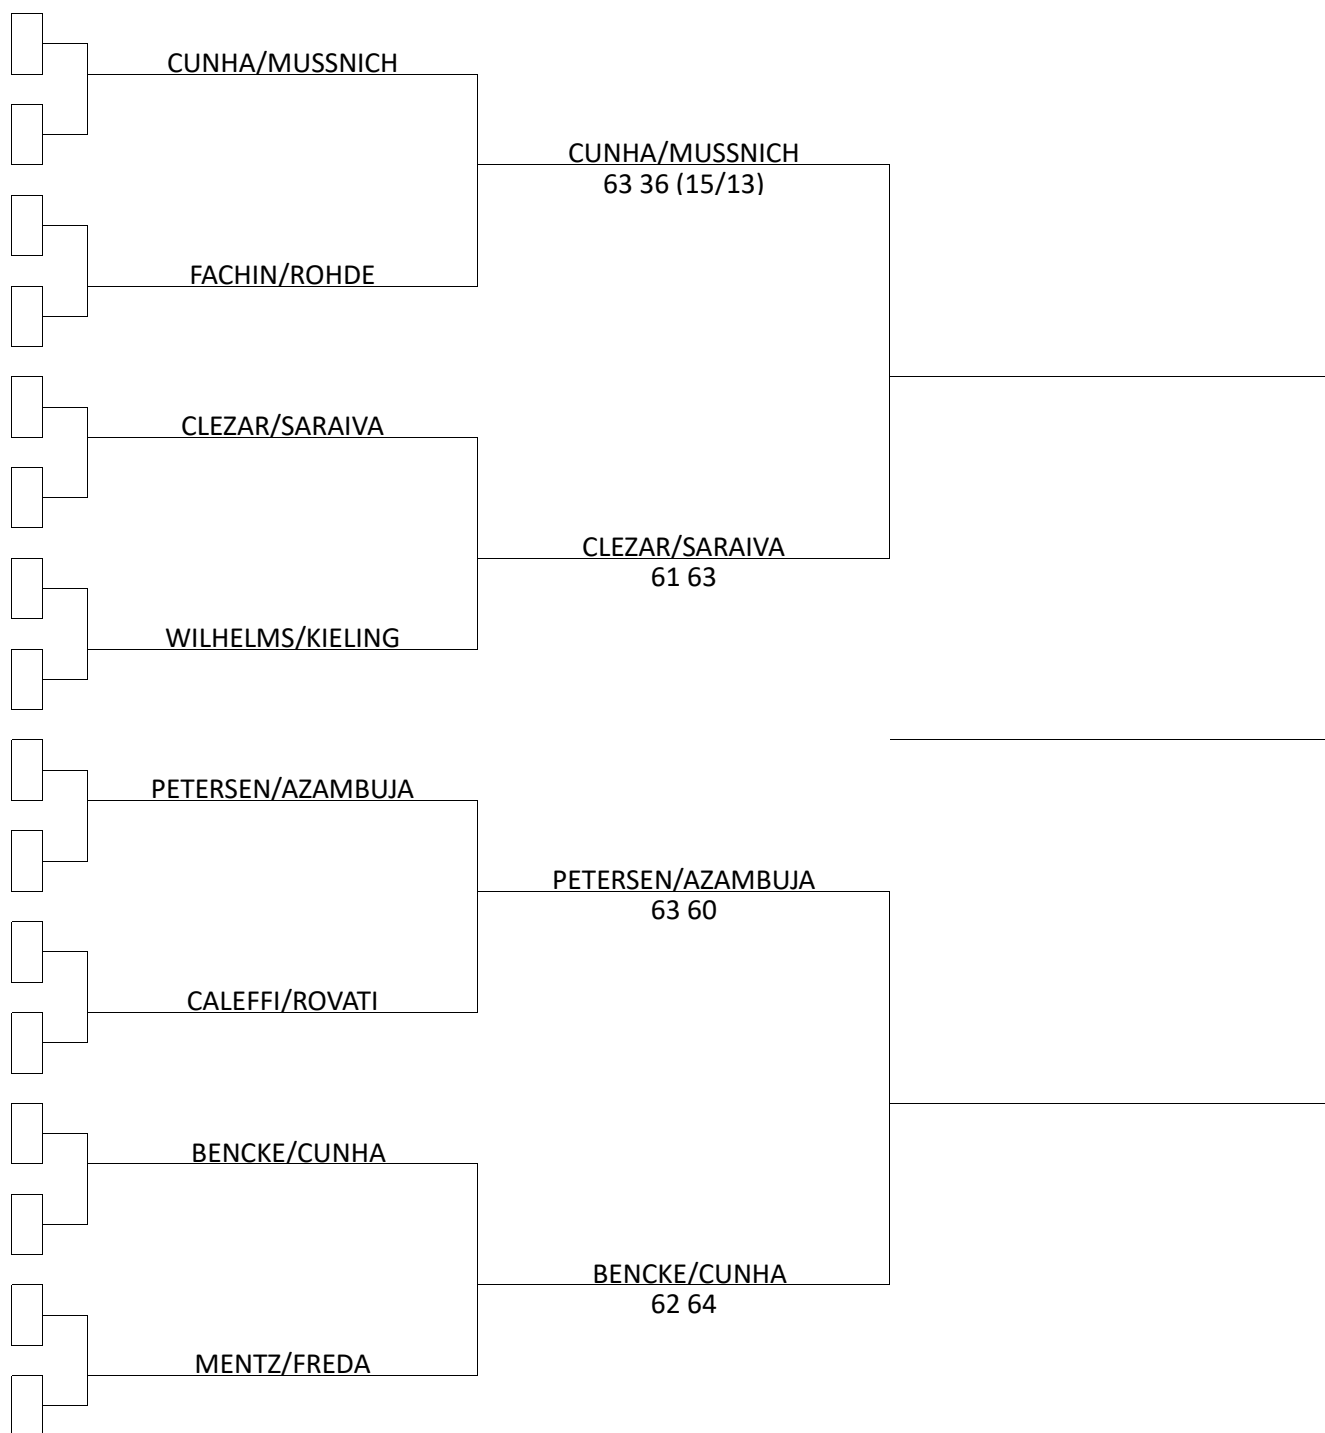 CUNHA/MUSSNICH
CUNHA/MUSSNICH
63 36 (15/13)
FACHIN/ROHDE
CLEZAR/SARAIVA
CLEZAR/SARAIVA
61 63
WILHELMS/KIELING
PETERSEN/AZAMBUJA
PETERSEN/AZAMBUJA
63 60
CALEFFI/ROVATI
BENCKE/CUNHA
BENCKE/CUNHA
62 64
MENTZ/FREDA